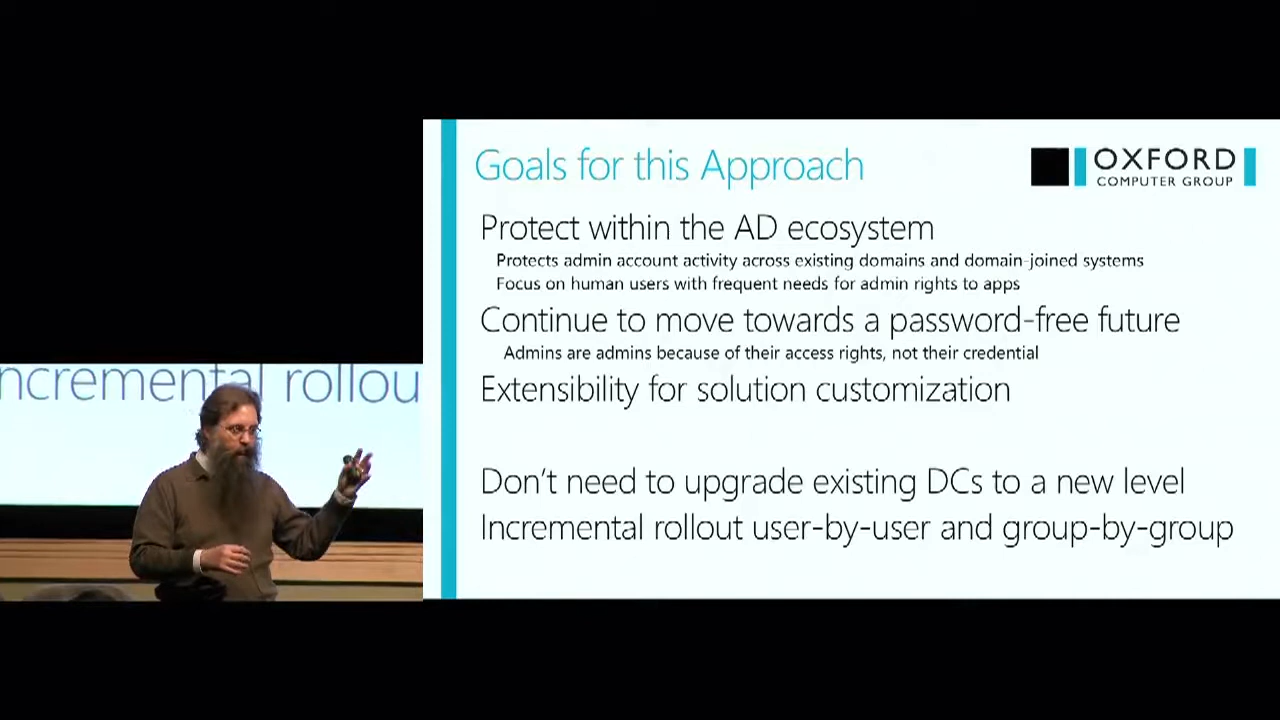 Goals for this Approach
OXFORD
COMPUTER GROUP
Protect within the AD ecosystem
Protects admin account activity across existing domains and domain-joined systems
Focus on human users with frequent needs for admin rights to apps
Continue to move towards a password-free future
Admins are admins because of their access rights, not their credential
Extensibility for solution customization
Don't need to upgrade existing DCs to a new level
Incremental rollout user-by-user and group-by-group
ncremental rollou